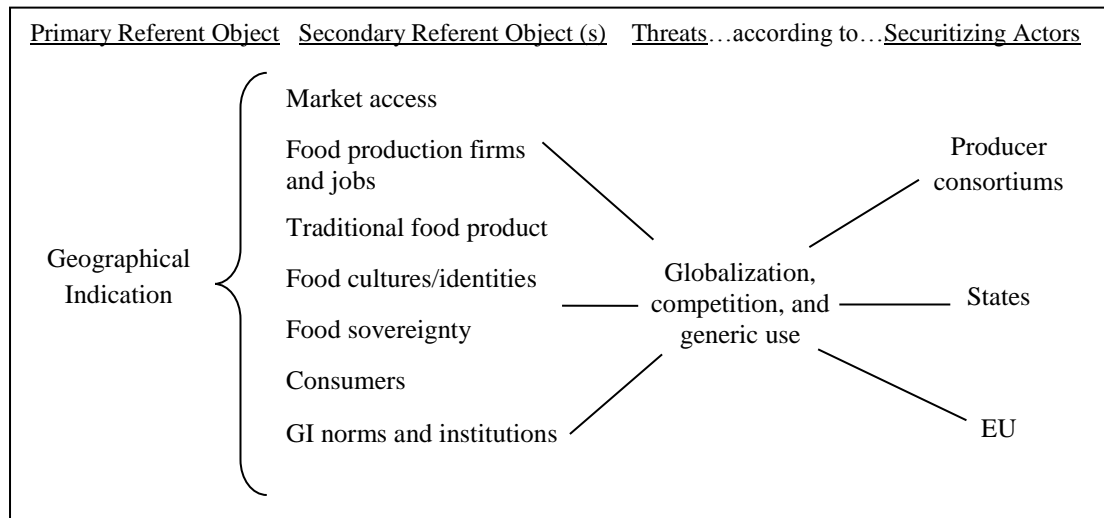 Primary Referent Object Secondary Referent Object (s) Threats…according to…Securitizing Actors
Market access
Food production firms
and jobs
Traditional food product
Food cultures/identities
Food sovereignty
Consumers
GI norms and institutions
Geographical
Indication
Globalization,
competition, and
generic use
Producer
consortiums
States
EU